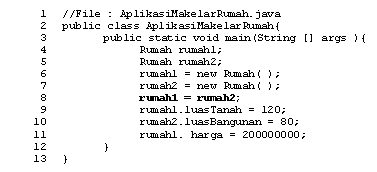 1 //File : AplikasiMakelarRumah.java
2 public class AplikasiMakelarRumah{
3 public static void main(String [] args ){
4 Rumah rumah1;
5 Rumah rumah2;
6 rumah1 = new Rumah( );
7 rumah2 = new Rumah( );
8 rumah1 = rumah2;
9 rumah1.luasTanah = 120;
10 rumah2.luasBangunan = 80;
11 rumah1. harga = 200000000;
12 }
13 }